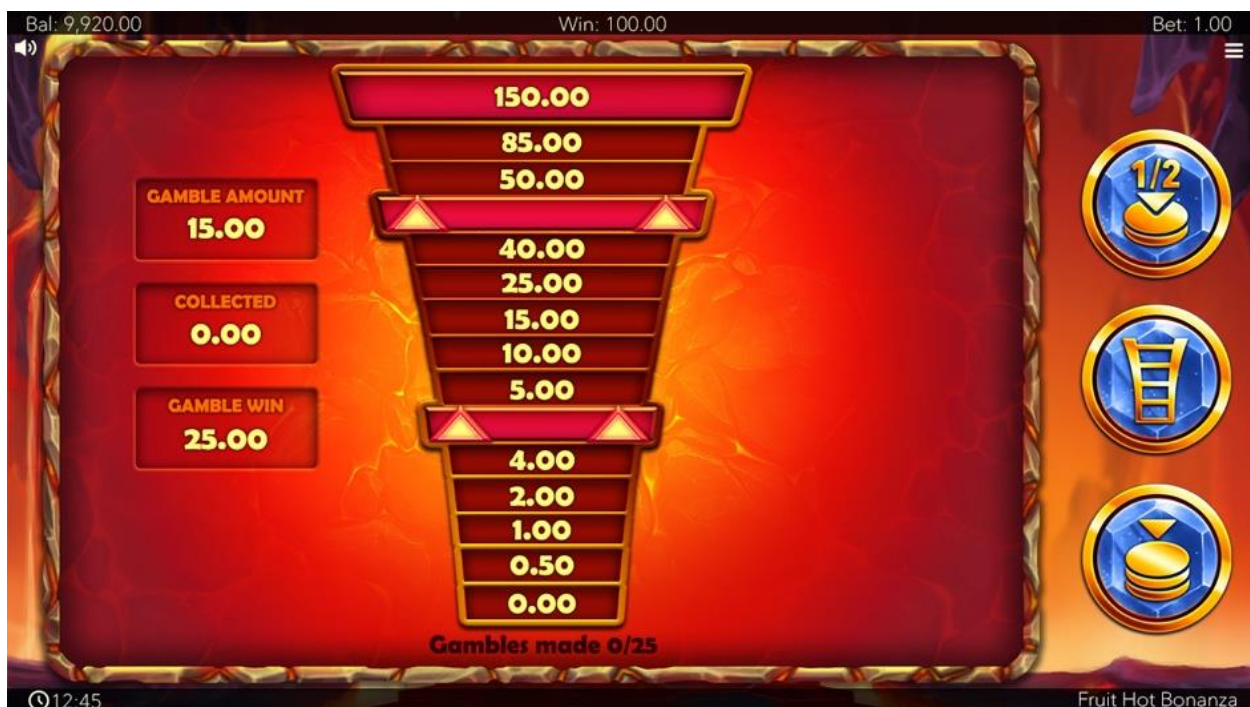 Bal: 9,920.00
Win: 100.00
Bet: 1.00
150.00
85.00
50.00
GAMBLE AMOUNT
15.00
40.00
25.00
COLLECTED
0.00
15.00
10.00
5.00
GAMBLE WIN
25.00
4.00
2.00
1.00
0.50
0.00
1/2
Gambles made 0/25
12:45
Fruit Hot Bonanza